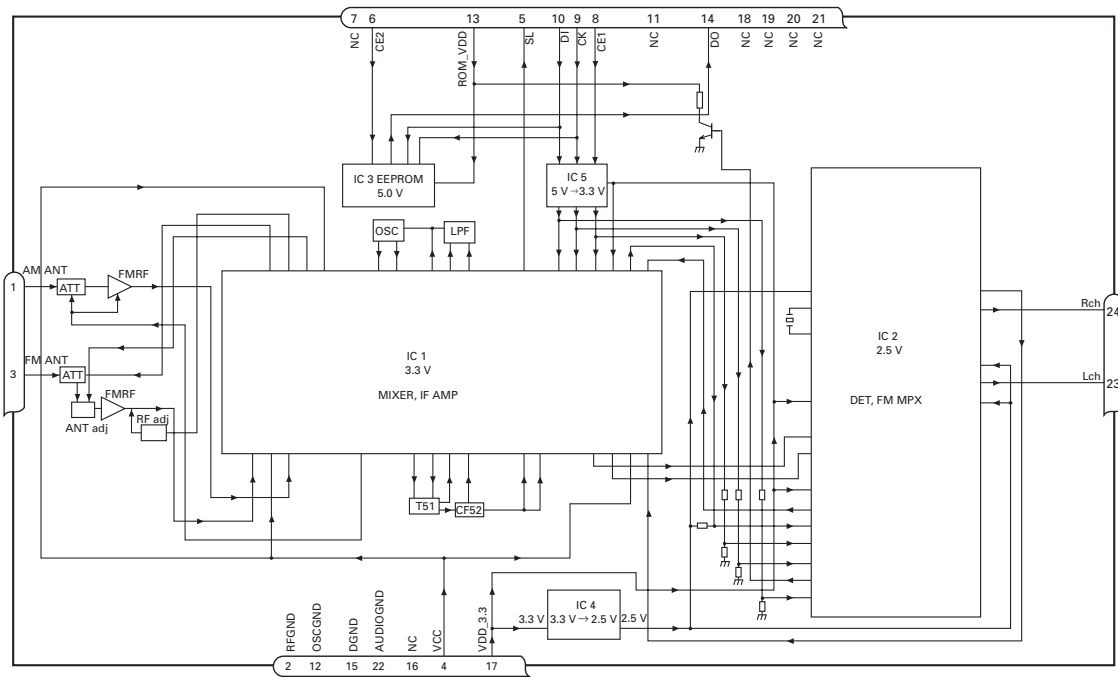 7 6 13 5 10 9 8 11 14 18 19 20 21
NC CE2 ROM_VDD SL DI CK CE1 NC DO NC NC NC NC
IC 3 EEPROM
5.0 V
IC 5
5 V→3.3 V
OSC
LPF
AM ANT
1
ATT
FMRF
FM ANT
3
ATT
FMRF
ANT adj
RF adj
IC 1
3.3 V
MIXER, IF AMP
IC 2
2.5 V
DET, FM MPX
Rch
24
Lch
23
T51
CF52
IC 4
3.3 V
3.3 V→2.5 V
2.5 V
RFGND OSCGND DGND AUDIOGND NC VCC VDD_3.3
2 12 15 22 16 4 17